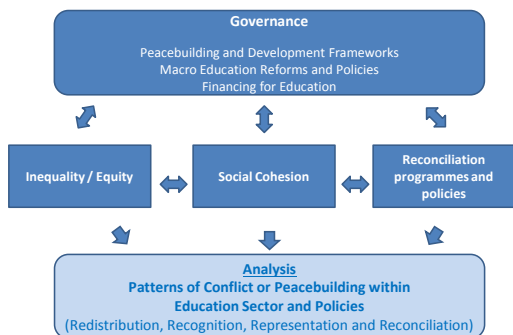 Governance
Peacebuilding and Development Frameworks
Macro Education Reforms and Policies
Financing for Education
Inequality / Equity
Social Cohesion
Reconciliation
programmes and
policies
Analysis
Patterns of Conflict or Peacebuilding within
Education Sector and Policies
(Redistribution, Recognition, Representation and Reconciliation)